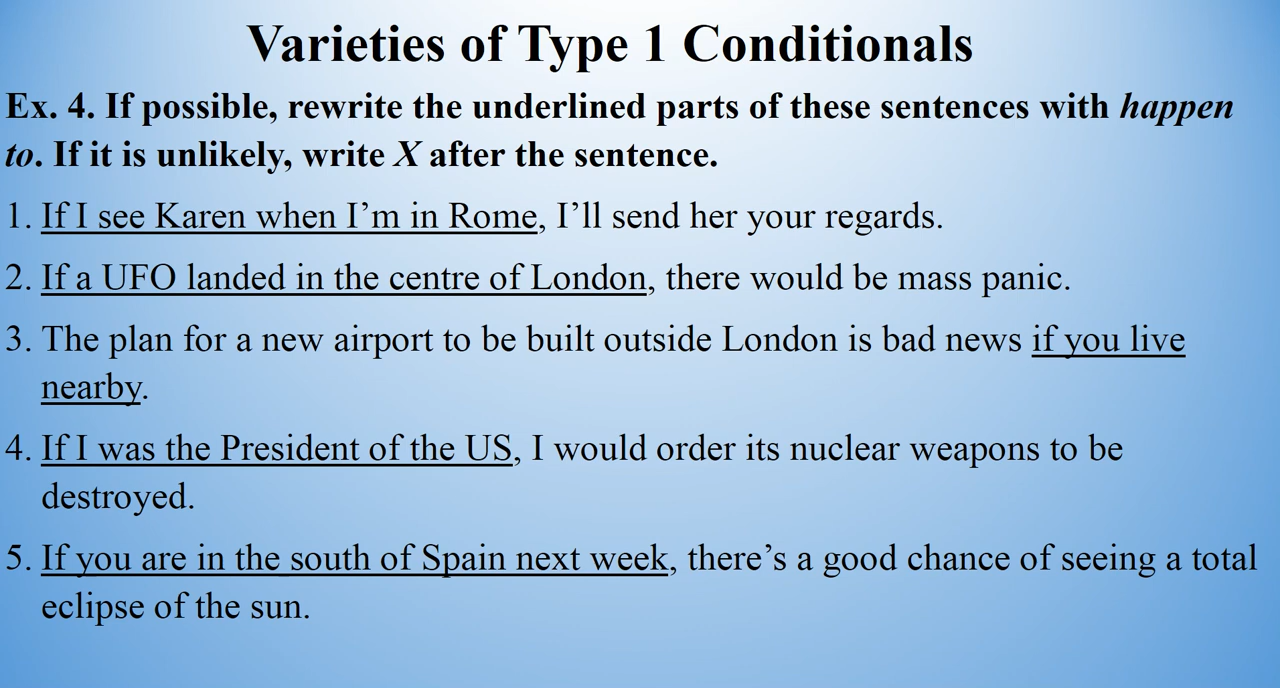 Varieties of Type 1 Conditionals
Ex. 4. If possible, rewrite the underlined parts of these sentences with happen
to. If it is unlikely, write X after the sentence.
1. If I see Karen when I’m in Rome, I’ll send her your regards.
2. If a UFO landed in the centre of London, there would be mass panic.
3. The plan for a new airport to be built outside London is bad news if you live
nearby.
4. If I was the President of the US, I would order its nuclear weapons to be
destroyed.
5. If you are in the south of Spain next week, there’s a good chance of seeing a total
eclipse of the sun.